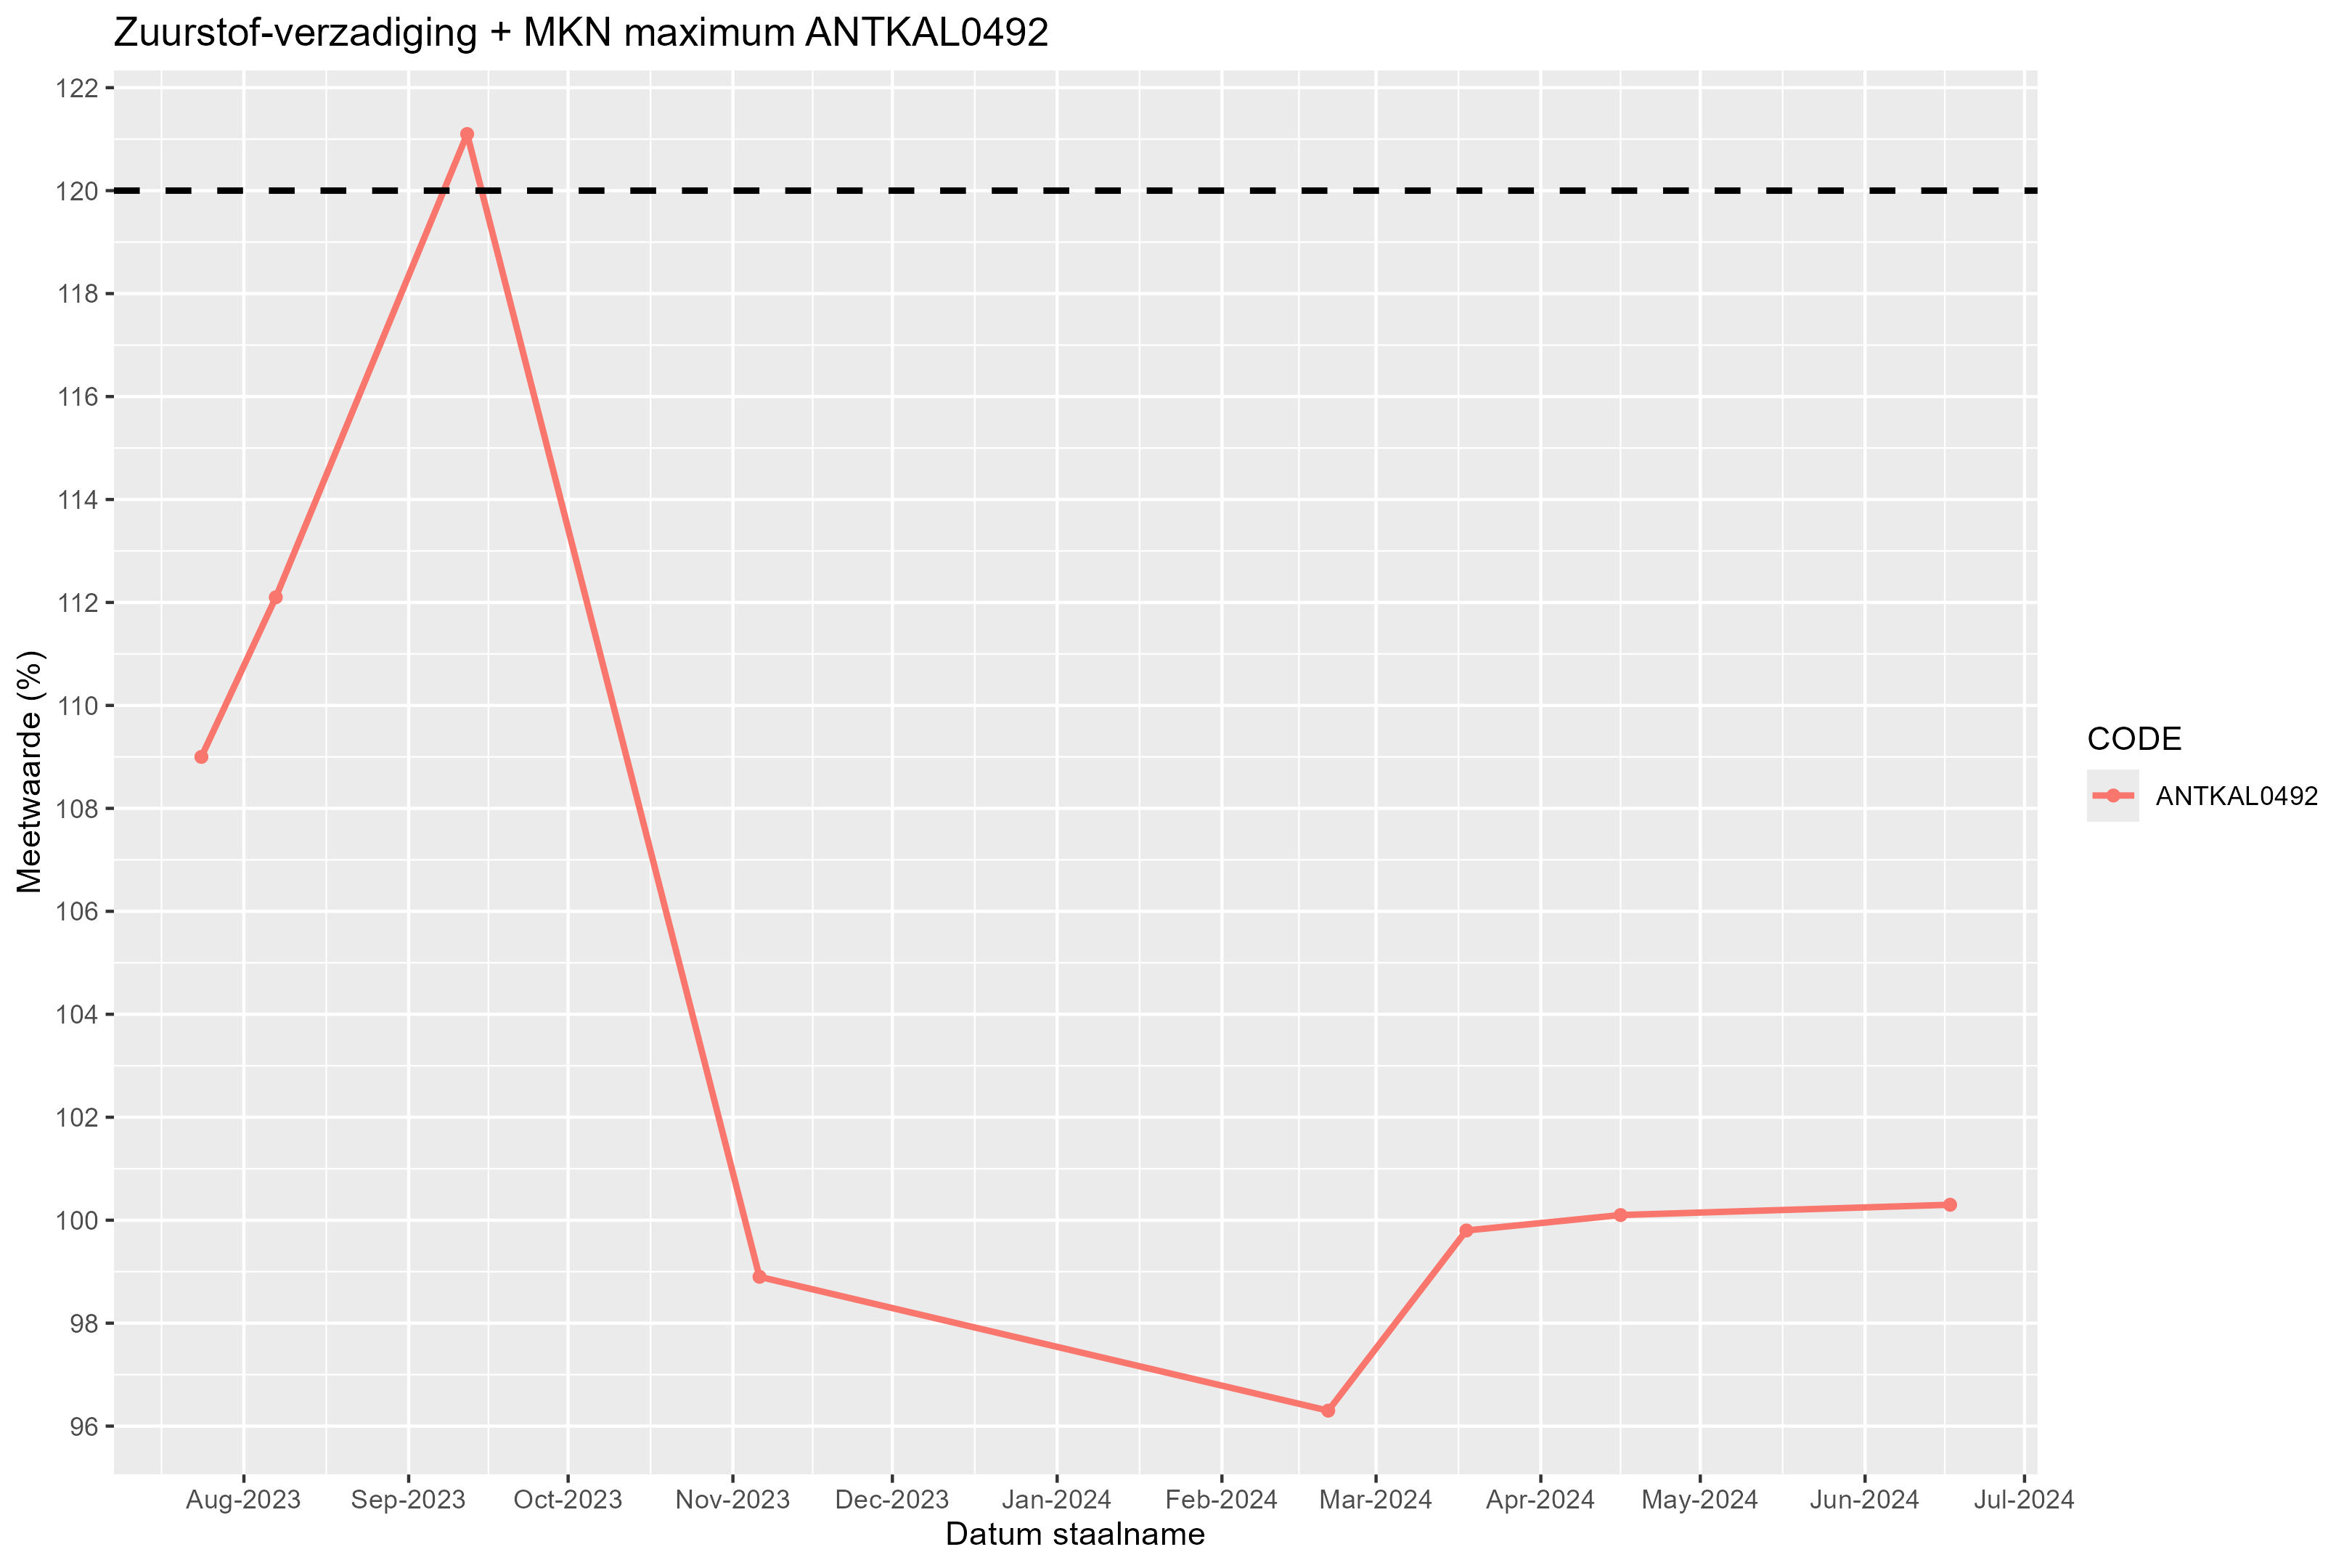 Zuurstof-verzadiging + MKN maximum ANTKAL0492
122
120
118
116
114
112
110
108
106
104
102
100
98
96
Meetwaarde (%)
Aug-2023 Sep-2023 Oct-2023 Nov-2023 Dec-2023 Jan-2024 Feb-2024 Mar-2024 Apr-2024 May-2024 Jun-2024 Jul-2024
Datum staalname
CODE
ANTKAL0492